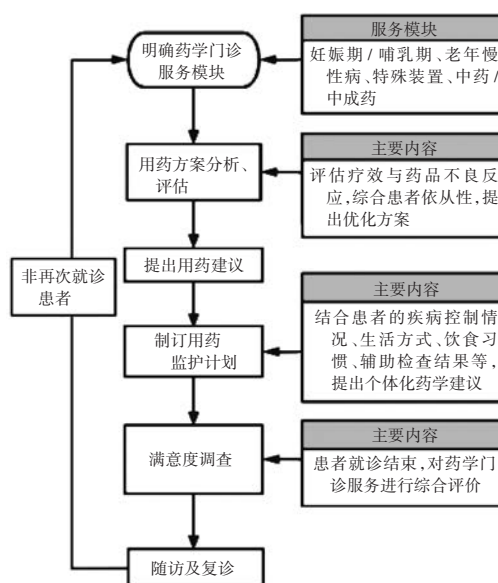 明确药学门诊
服务模块
服务模块
妊娠期/哺乳期、老年慢
性病、特殊装置、中药/
中成药
用药方案分析、
评估
主要内容
评估疗效与药品不良反
应,综合患者依从性,提
出优化方案
提出用药建议
非再次就诊
患者
制订用药
监护计划
主要内容
结合患者的疾病控制情
况、生活方式、饮食习
惯、辅助检查结果等,
提出个体化药学建议
满意度调查
主要内容
患者就诊结束,对药学门
诊服务进行综合评价
随访及复诊